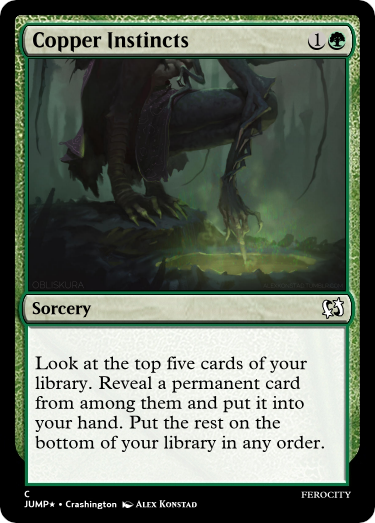 Copper Instincts 1
OBLISKURA
Sorcery
Look at the top five cards of your
library. Reveal a permanent card
from among them and put it into
your hand. Put the rest on the
bottom of your library in any order.
C
JUMP★ • Crashington Alex Konstad
FEROCITY